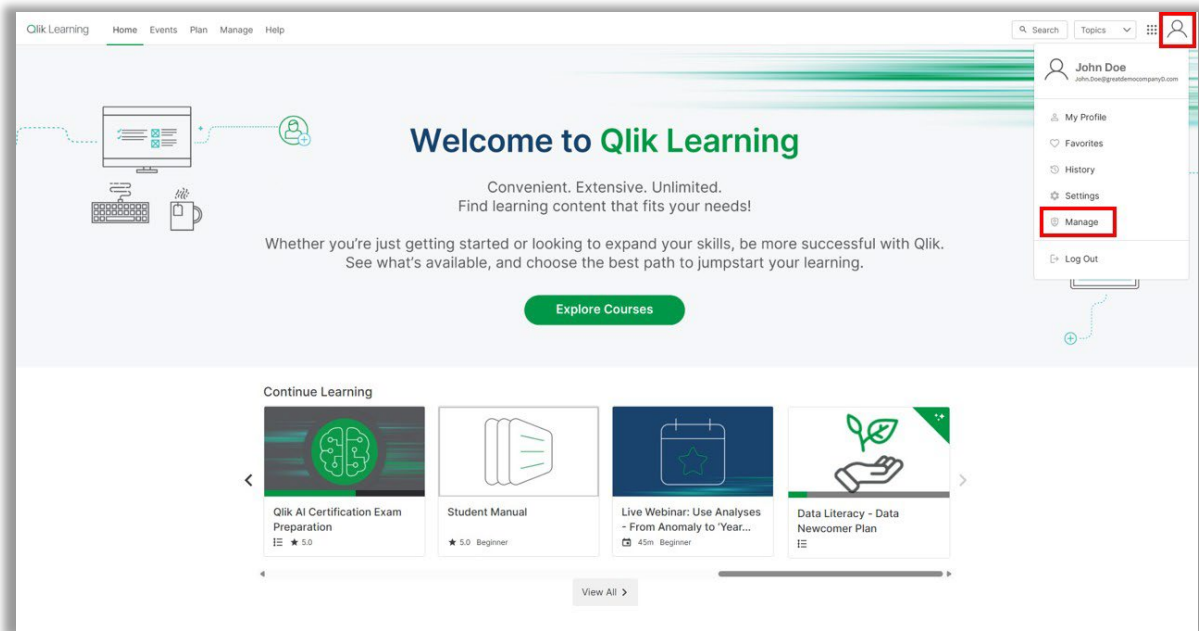 Qlik Learning Home Events Plan Manage Help Search Topics
John Doe
John.Doe@greatdemocompanyD.com
My Profile
Favorites
History
Settings
Manage
Log Out
Welcome to Qlik Learning
Convenient. Extensive. Unlimited.
Find learning content that fits your needs!
Whether you're just getting started or looking to expand your skills, be more successful with Qlik.
See what's available, and choose the best path to jumpstart your learning.
Explore Courses
Continue Learning
Qlik AI Certification Exam
Preparation
5.0
Student Manual
5.0 Beginner
Live Webinar: Use Analyses
- From Anomaly to 'Year...
45m Beginner
Data Literacy - Data
Newcomer Plan
View All